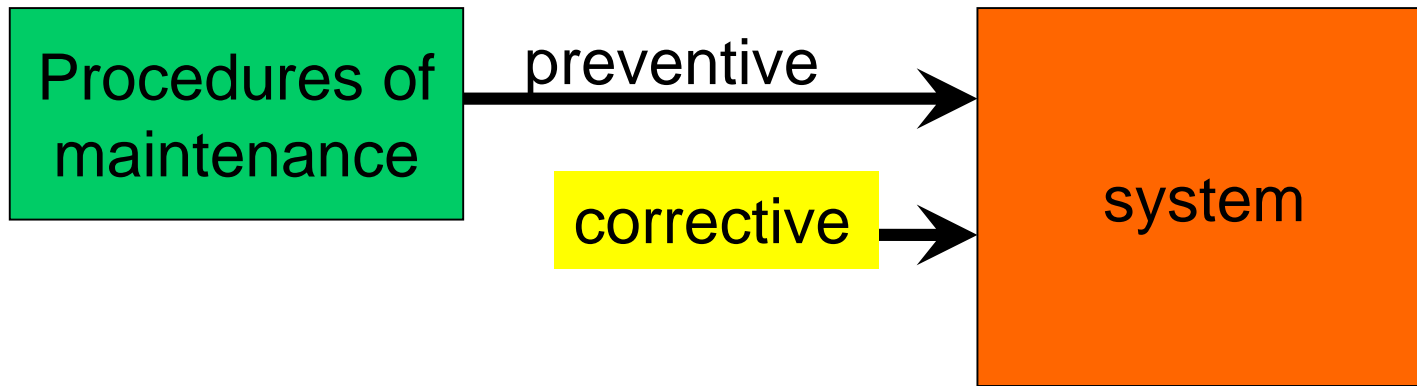 Procedures of
maintenance
preventive
corrective
system